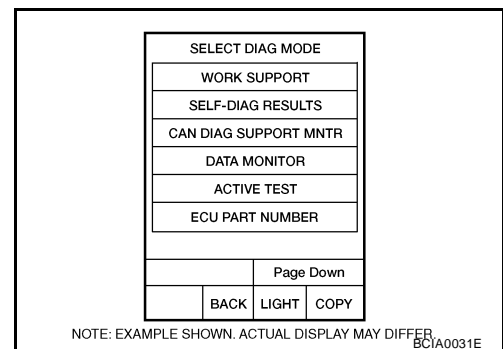 SELECT DIAG MODE
WORK SUPPORT
SELF-DIAG RESULTS
CAN DIAG SUPPORT MNTR
DATA MONITOR
ACTIVE TEST
ECU PART NUMBER
Page Down
BACK LIGHT COPY
NOTE: EXAMPLE SHOWN. ACTUAL DISPLAY MAY DIFFER.
BCIA0031E